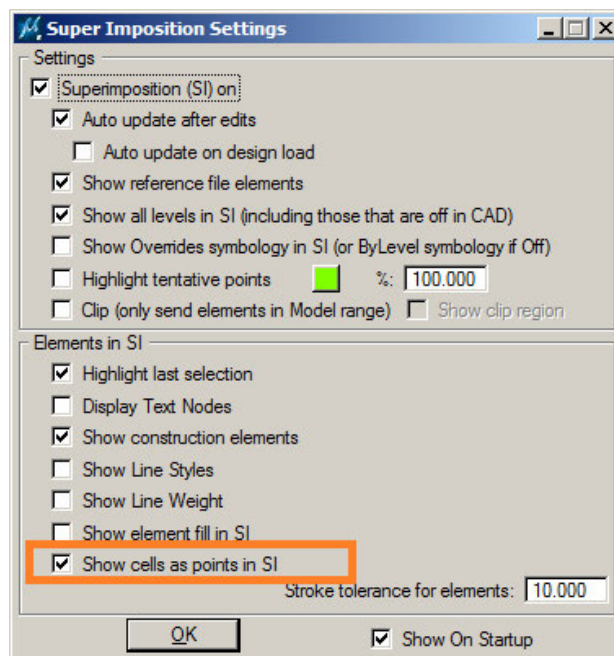 Super Imposition Settings
Settings
Superimposition (SI) on
Auto update after edits
Auto update on design load
Show reference file elements
Show all levels in SI (including those that are off in CAD)
Show Overrides symbology in SI (or ByLevel symbology if Off)
Highlight tentative points %: 100.000
Clip (only send elements in Model range) Show clip region
Elements in SI
Highlight last selection
Display Text Nodes
Show construction elements
Show Line Styles
Show Line Weight
Show element fill in SI
Show cells as points in SI
Stroke tolerance for elements: 10.000
OK Show On Startup